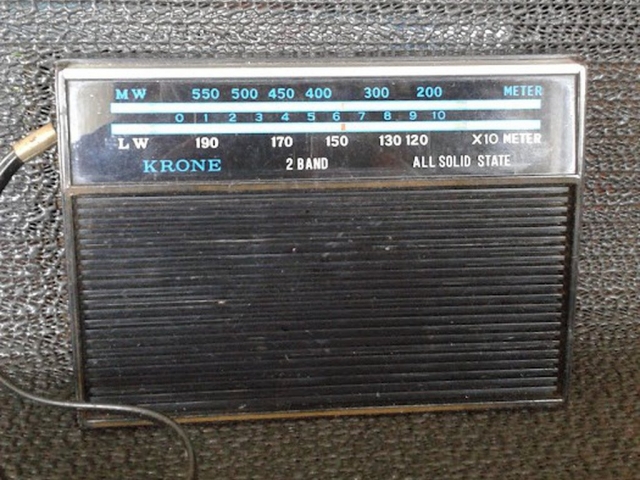 MW 550 500 450 400 300 200 METER
0 1 2 3 4 5 6 7 8 9 10
LW 190 170 150 130 120 X10 METER
KRONE 2 BAND ALL SOLID STATE